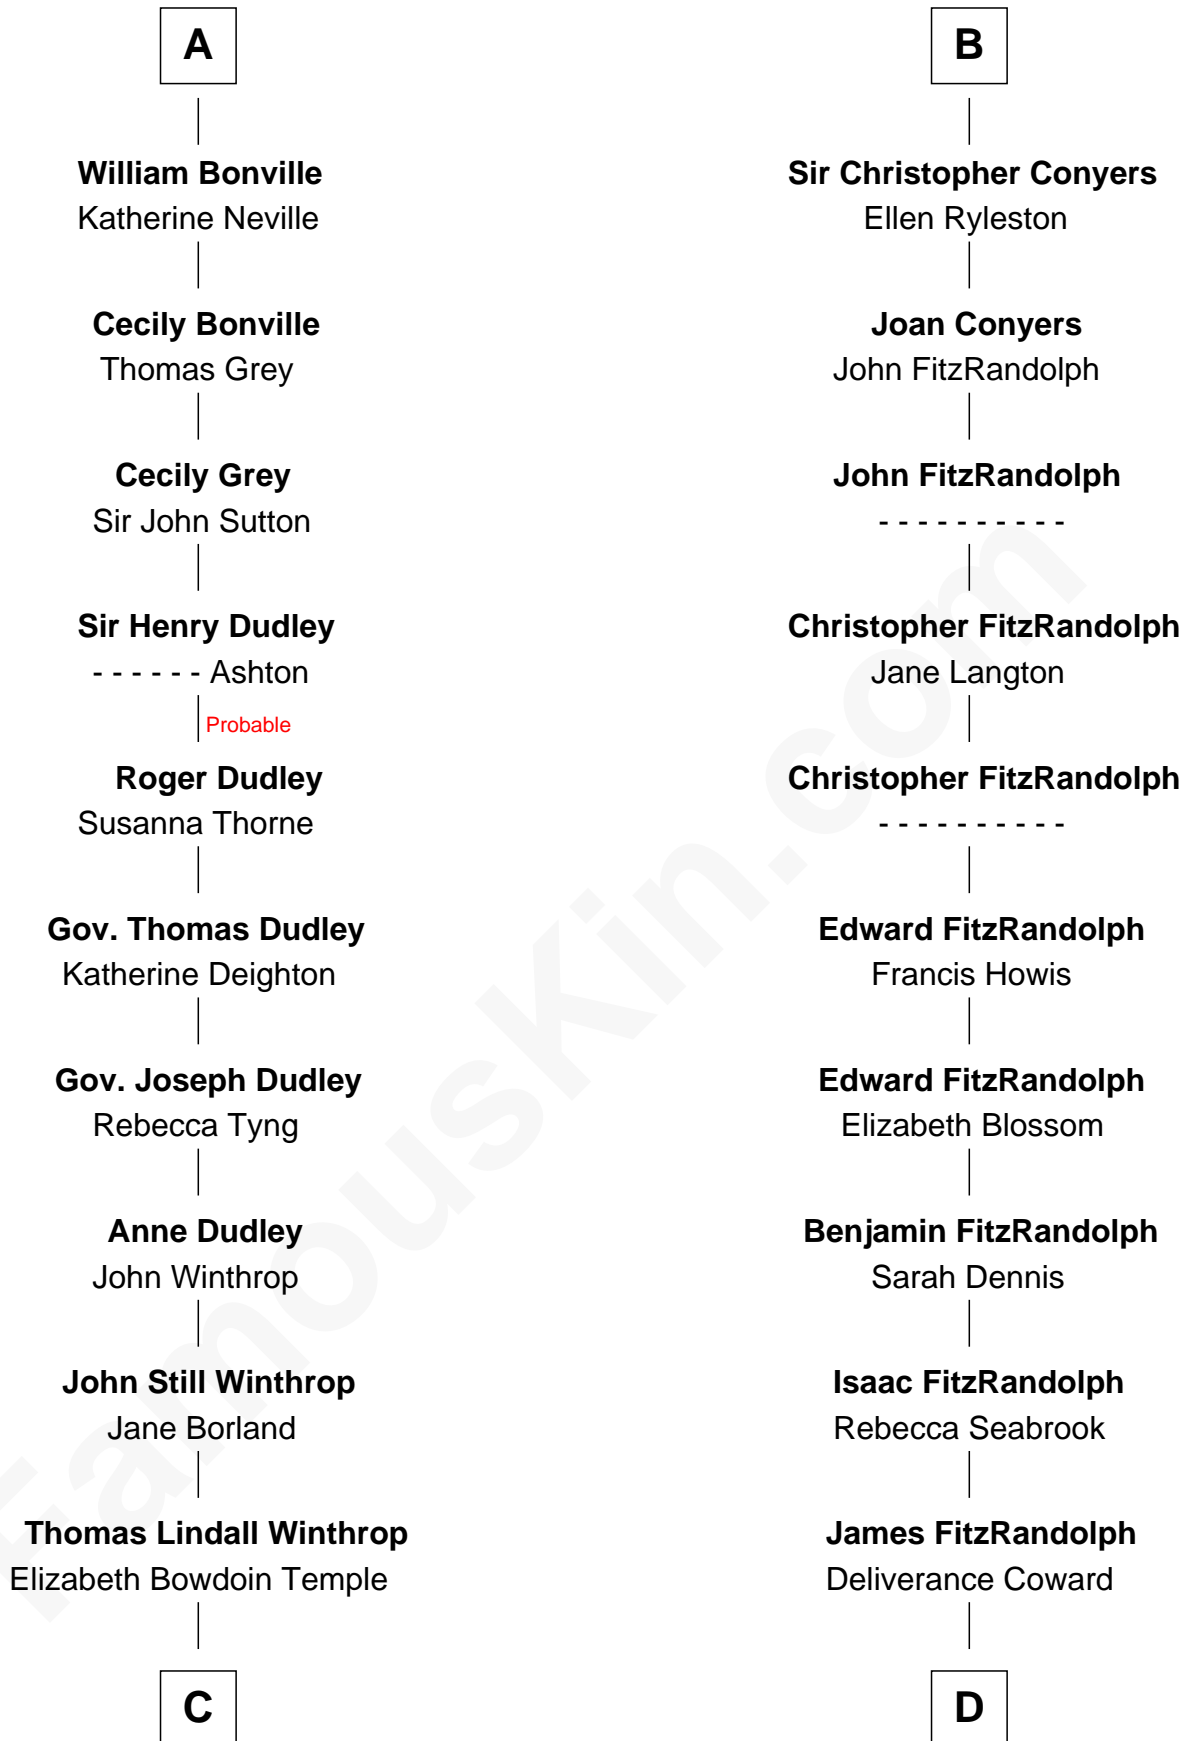 A
William Bonville
Katherine Neville
Cecily Bonville
Thomas Grey
Cecily Grey
Sir John Sutton
Sir Henry Dudley
- - - - - - Ashton
Probable
Roger Dudley
Susanna Thorne
Gov. Thomas Dudley
Katherine Deighton
Gov. Joseph Dudley
Rebecca Tyng
Anne Dudley
John Winthrop
John Still Winthrop
Jane Borland
Thomas Lindall Winthrop
Elizabeth Bowdoin Temple
C
B
Sir Christopher Conyers
Ellen Ryleston
Joan Conyers
John FitzRandolph
John FitzRandolph
- - - - - - - - - -
Christopher FitzRandolph
Jane Langton
Christopher FitzRandolph
- - - - - - - - - -
Edward FitzRandolph
Francis Howis
Edward FitzRandolph
Elizabeth Blossom
Benjamin FitzRandolph
Sarah Dennis
Isaac FitzRandolph
Rebecca Seabrook
James FitzRandolph
Deliverance Coward
D
FamousKin.com